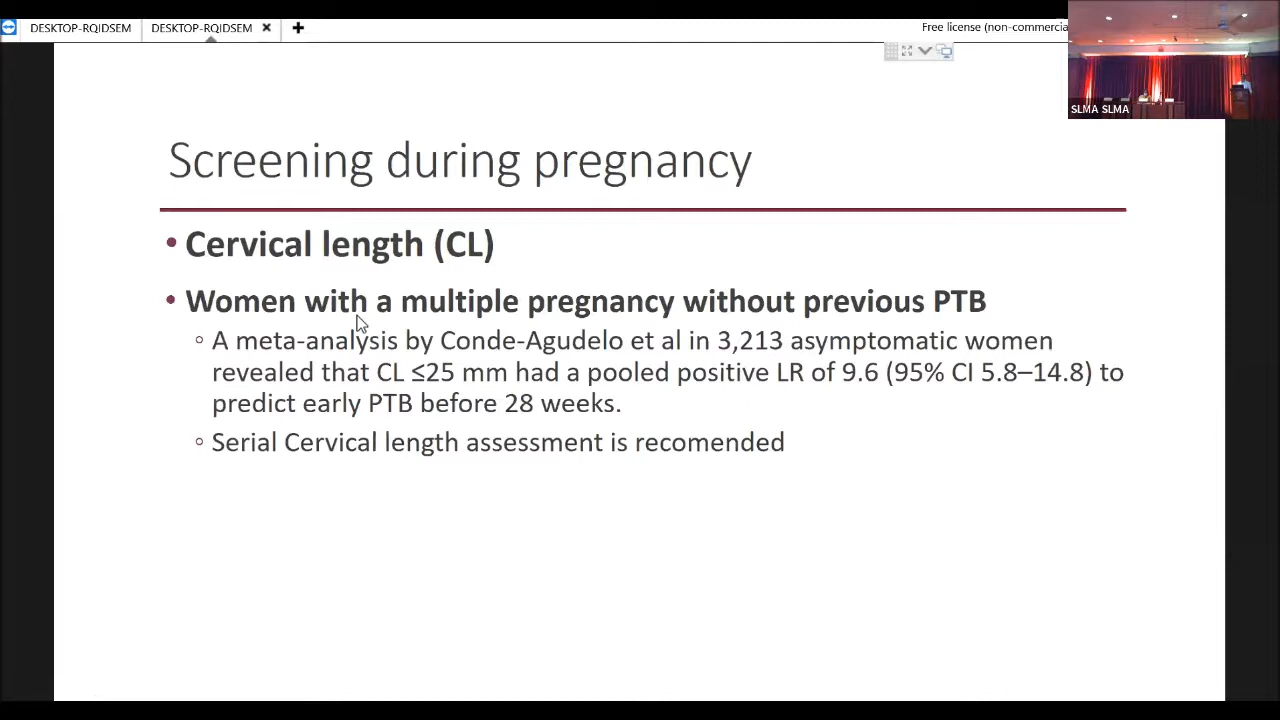 DESKTOP-RQIDSEM
DESKTOP-RQIDSEM
Free license (non-commercia
SLMA SLMA
Screening during pregnancy
• Cervical length (CL)
• Women with a multiple pregnancy without previous PTB
◦ A meta-analysis by Conde-Agudelo et al in 3,213 asymptomatic women
revealed that CL ≤25 mm had a pooled positive LR of 9.6 (95% CI 5.8–14.8) to
predict early PTB before 28 weeks.
◦ Serial Cervical length assessment is recomended